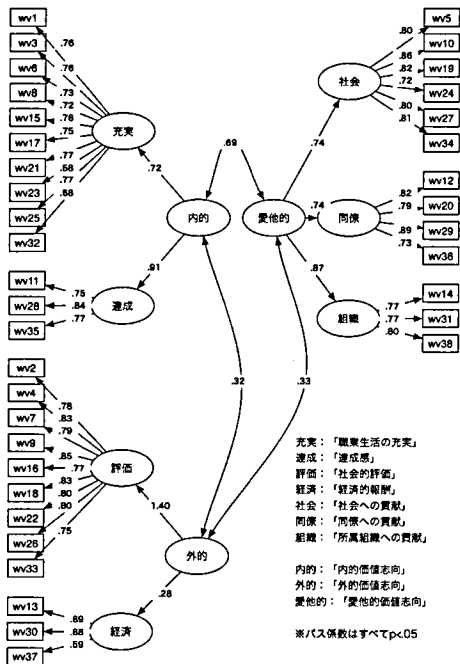 wv1
wv3
wv6
wv8
wv15
wv17
wv21
wv23
wv25
wv32
.76
.76
.73
.72
.76
.75
.77
.58
.77
.68
充実
.72
内的
.69
愛他的
.91
達成
wv11
wv28
wv35
.75
.84
.77
wv5
wv10
wv19
wv24
wv27
wv34
.80
.86
.82
.72
.80
.81
社会
.74
wv12
wv20
wv29
wv36
.82
.79
.89
.73
同僚
.74
.87
組織
wv14
wv31
wv38
.77
.77
.80
.32
.33
wv2
wv4
wv7
wv9
wv16
wv18
wv22
wv26
wv33
.78
.83
.79
.85
.77
.83
.80
.80
.75
評価
1.40
外的
.28
経済
wv13
wv30
wv37
.89
.88
.59
充実：「職業生活の充実」
達成：「達成感」
評価：「社会的評価」
経済：「経済的報酬」
社会：「社会への貢献」
同僚：「同僚への貢献」
組織：「所属組織への貢献」
内的：「内的価値志向」
外的：「外的価値志向」
愛他的：「愛他的価値志向」
※パス係数はすべてp<.05